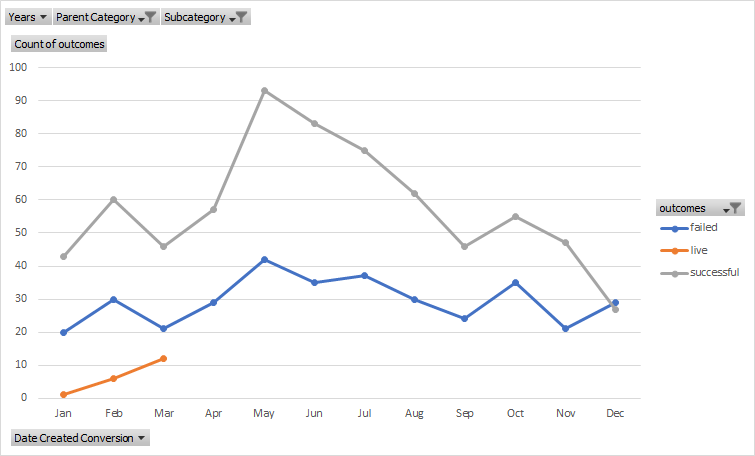 Years Parent Category Subcategory
Count of outcomes
100
90
80
70
60
50
40
30
20
10
0
Jan Feb Mar Apr May Jun Jul Aug Sep Oct Nov Dec
outcomes
failed
live
successful
Date Created Conversion